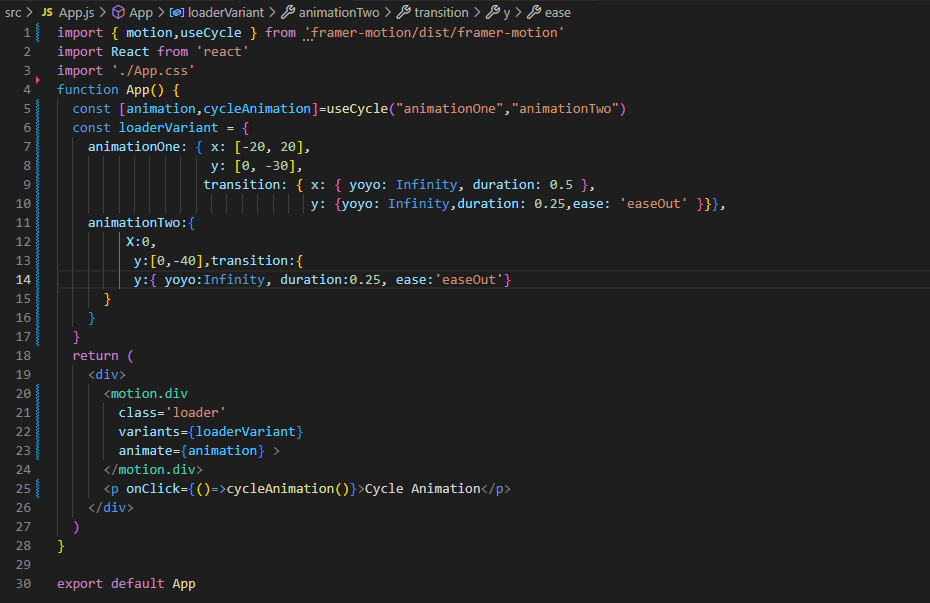 src > JS App.js > App > loaderVariant > animationTwo > transition > y > ease
1 import { motion,useCycle } from 'framer-motion/dist/framer-motion'
2 import React from 'react'
3 import './App.css'
4 function App() {
5   const [animation,cycleAnimation]=useCycle("animationOne","animationTwo")
6   const loaderVariant = {
7     animationOne: { x: [-20, 20],
8                     y: [0, -30],
9                    transition: { x: { yoyo: Infinity, duration: 0.5 },
10                                 y: {yoyo: Infinity,duration: 0.25,ease: 'easeOut' }}},
11     animationTwo:{
12          X:0,
13           y:[0,-40],transition:{
14           y:{ yoyo:Infinity, duration:0.25, ease:'easeOut'}
15       }
16     }
17   }
18   return (
19     <div>
20       <motion.div
21         class='loader'
22         variants={loaderVariant}
23         animate={animation} >
24       </motion.div>
25       <p onClick={()=>cycleAnimation()}>Cycle Animation</p>
26     </div>
27   )
28 }
29
30 export default App